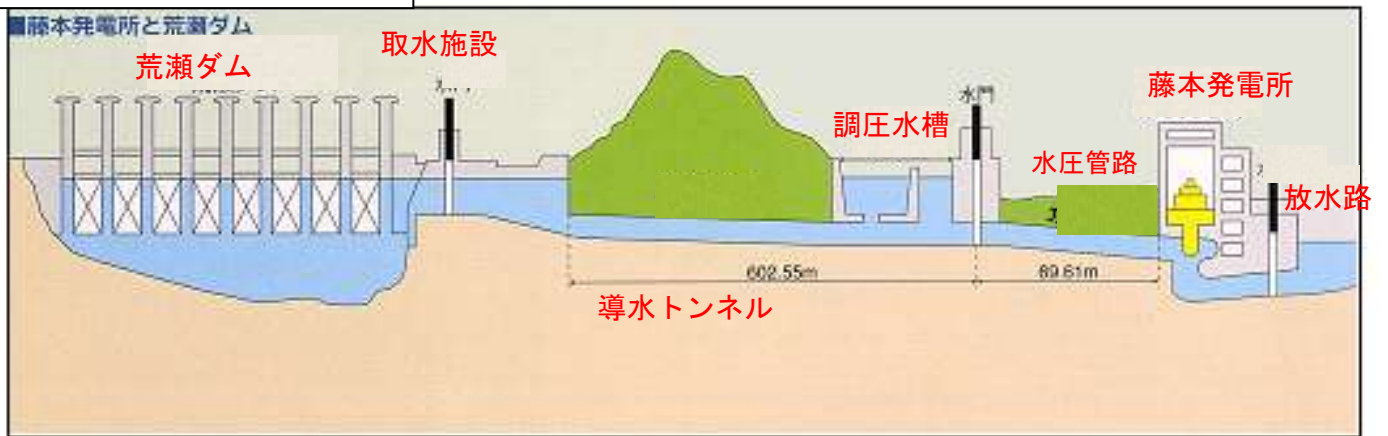 ■藤本発電所と荒瀬ダム
荒瀬ダム
取水施設
藤本発電所
水門
調圧水槽
水圧管路
放水路
602.55m
89.61m
導水トンネル